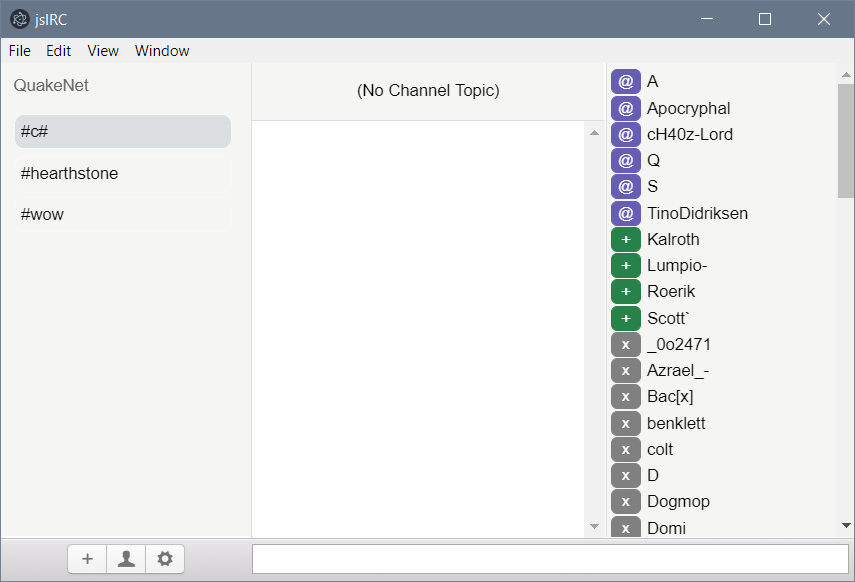 jsIRC
File Edit View Window
QuakeNet
#c#
#hearthstone
#wow
(No Channel Topic)
@ A
@ Apocryphal
@ cH40z-Lord
@ Q
@ S
@ TinoDidriksen
+ Kalroth
+ Lumpio-
+ Roerik
+ Scott`
x _0o2471
x Azrael_-
x Bac[x]
x benklett
x colt
x D
x Dogmop
x Domi